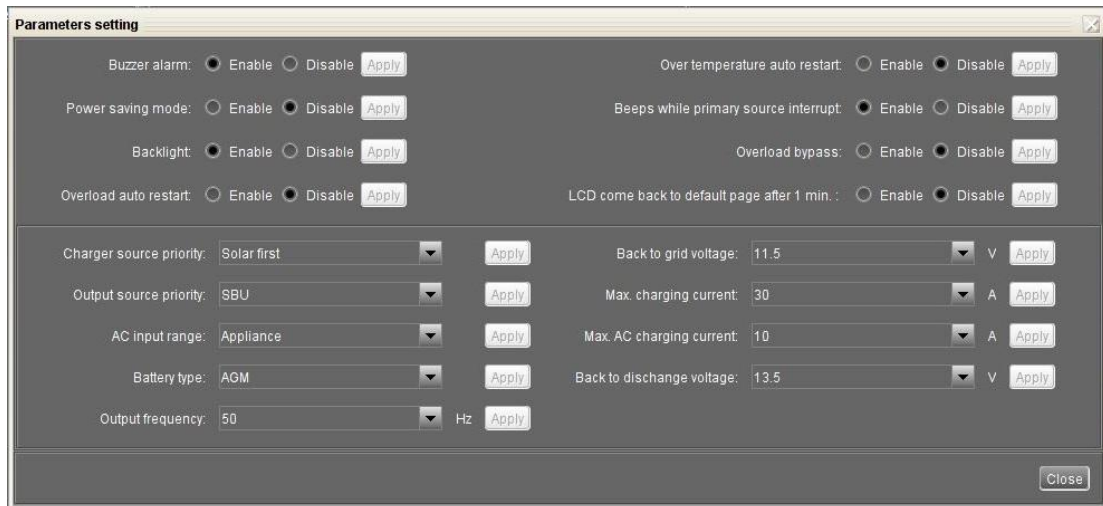 Parameters setting
Buzzer alarm: Enable Disable Apply Over temperature auto restart: Enable Disable Apply
Power saving mode: Enable Disable Apply Beeps while primary source interrupt: Enable Disable Apply
Backlight: Enable Disable Apply Overload bypass: Enable Disable Apply
Overload auto restart: Enable Disable Apply LCD come back to default page after 1 min. : Enable Disable Apply
Charger source priority: Solar first Apply Back to grid voltage: 11.5 V Apply
Output source priority: SBU Apply Max. charging current: 30 A Apply
AC input range: Appliance Apply Max. AC charging current: 10 A Apply
Battery type: AGM Apply Back to dischange voltage: 13.5 V Apply
Output frequency: 50 Hz Apply
Close